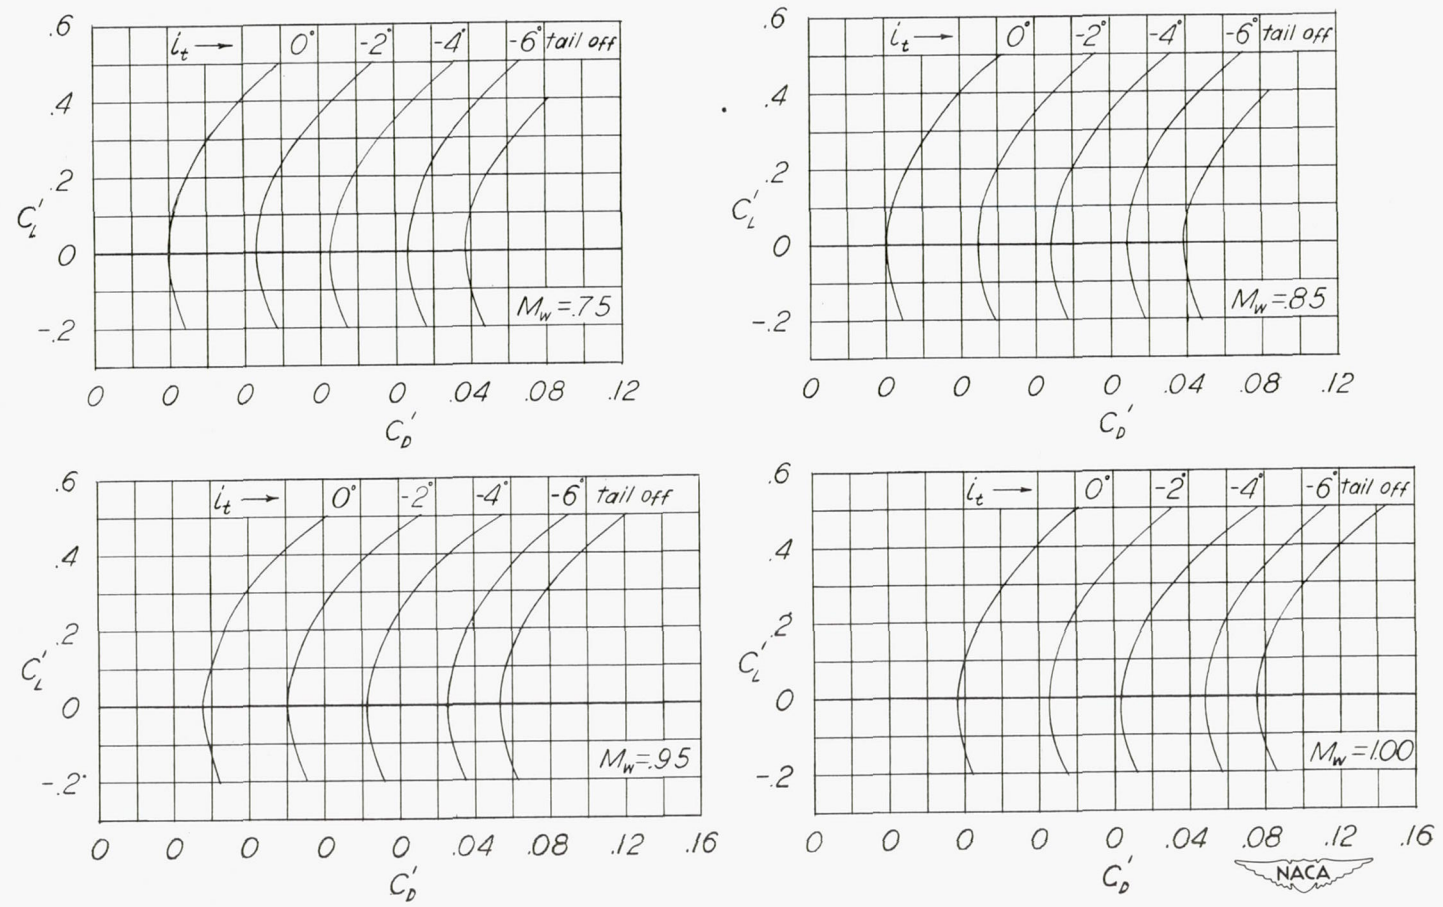 .6
i_t → 0° -2° -4° -6° tail off
.4
.2
C_L'
0
M_w=.75
-.2
0 0 0 0 0 .04 .08 .12
C_D'
.6
i_t → 0° -2° -4° -6° tail off
.4
.2
C_L'
0
M_w=.85
-.2
0 0 0 0 0 .04 .08 .12
C_D'
.6
i_t → 0° -2° -4° -6° tail off
.4
.2
C_L'
0
M_w=.95
-.2
0 0 0 0 0 .04 .08 .12 .16
C_D'
.6
i_t → 0° -2° -4° -6° tail off
.4
.2
C_L'
0
M_w=1.00
-.2
0 0 0 0 0 .04 .08 .12 .16
C_D'
NACA